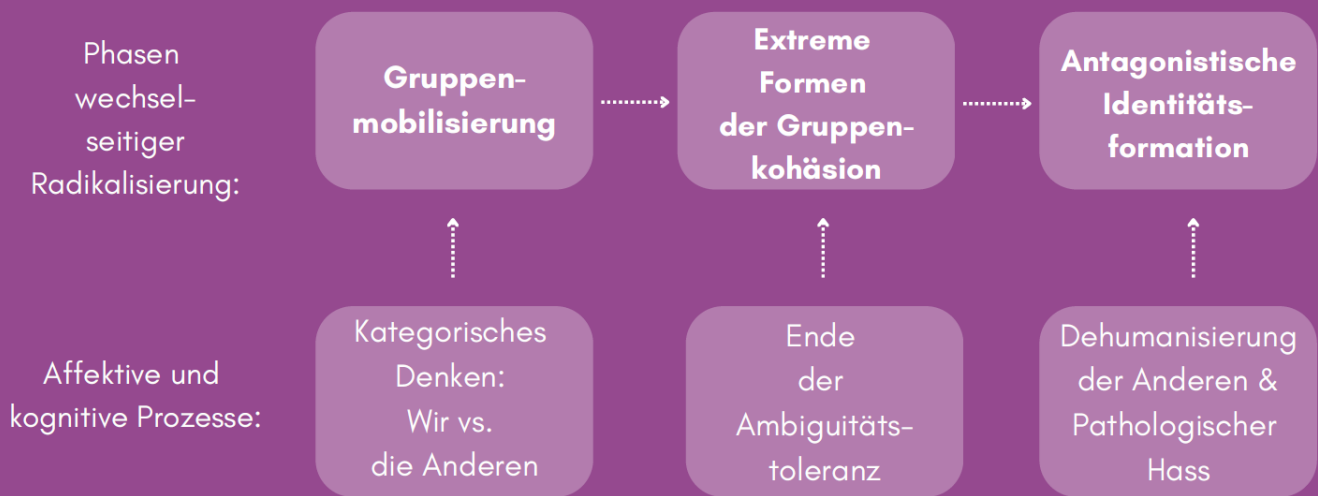 Phasen
wechsel-
seitiger
Radikalisierung:
Gruppen-
mobilisierung
Extreme
Formen
der Gruppen-
kohäsion
Antagonistische
Identitäts-
formation
Affektive und
kognitive Prozesse:
Kategorisches
Denken:
Wir vs.
die Anderen
Ende
der
Ambiguitäts-
toleranz
Dehumanisierung
der Anderen &
Pathologischer
Hass